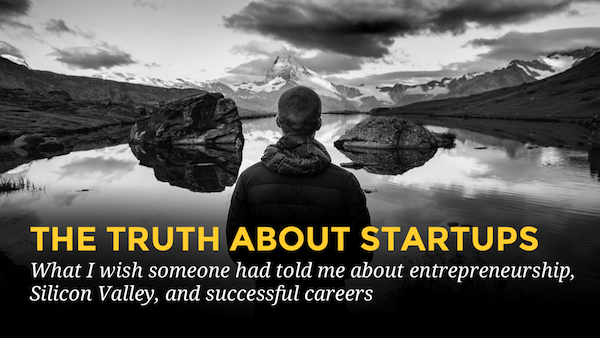 THE TRUTH ABOUT STARTUPS
What I wish someone had told me about entrepreneurship,
Silicon Valley, and successful careers